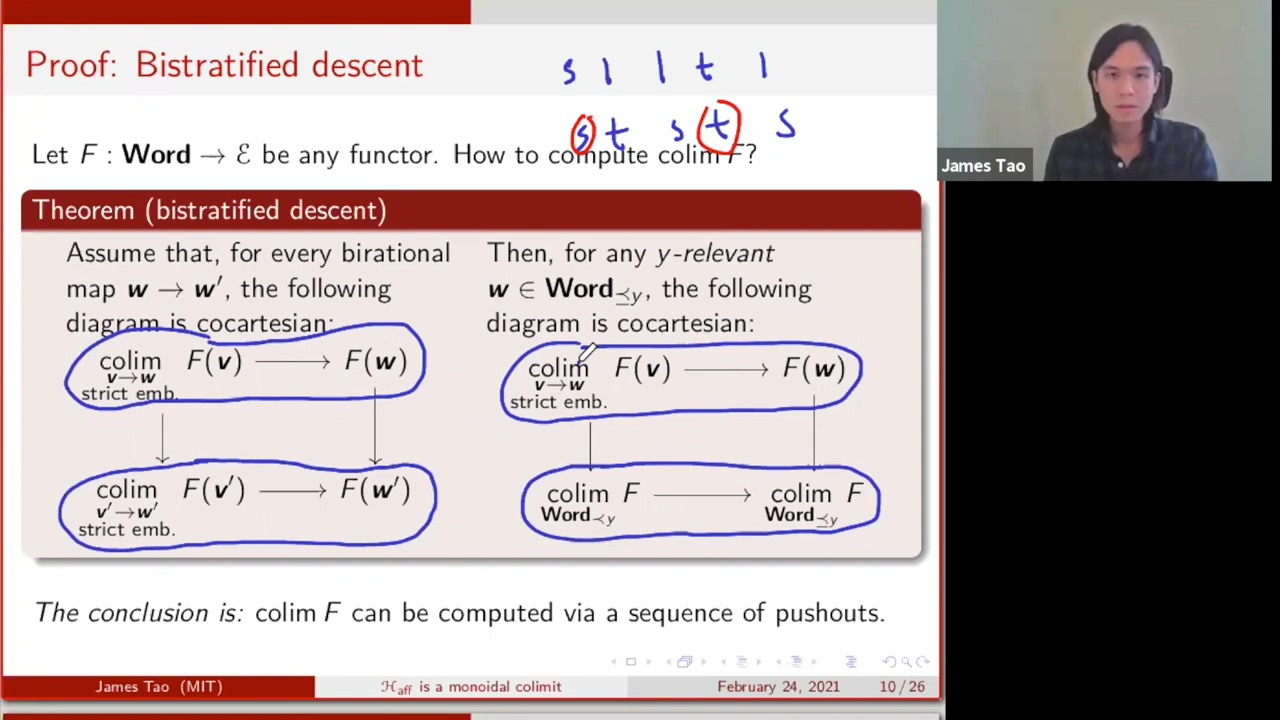 Proof: Bistratified descent
s 1 1 t 1
s t s t s
Let F : Word → ℰ be any functor. How to compute colim F?
James Tao
Theorem (bistratified descent)
Assume that, for every birational
map w → w′, the following
diagram is cocartesian:
colim F(v) ⟶ F(w)
v→w
strict emb.
colim F(v′) ⟶ F(w′)
v′→w′
strict emb.
Then, for any y-relevant
w ∈ Word⪯y, the following
diagram is cocartesian:
colim F(v) ⟶ F(w)
v→w
strict emb.
colim F ⟶ colim F
Word≺y Word⪯y
The conclusion is: colim F can be computed via a sequence of pushouts.
James Tao (MIT) ℋaff is a monoidal colimit February 24, 2021 10 / 26